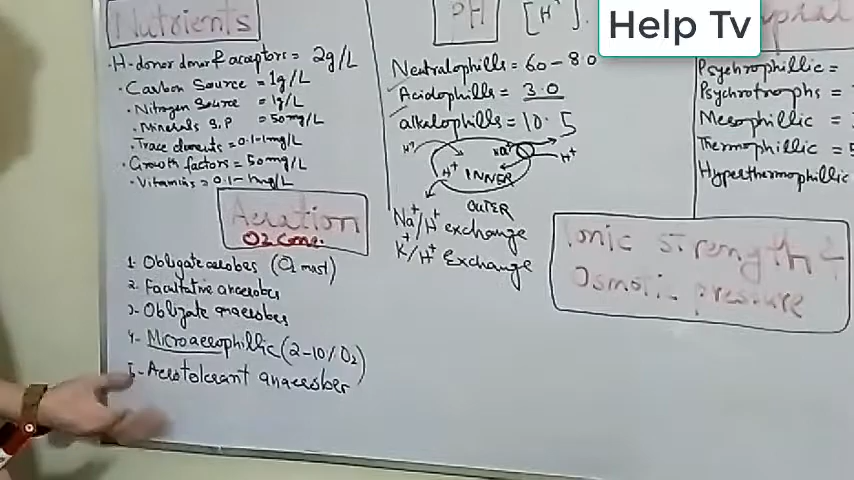 Nutrients
·H-donor dmrf acceptors = 2g/L
·Carbon Source = 1g/L
·Nitrogen Source = 1g/L
·Minerals S,P = 50mg/L
Trace elements = 0.1-1mg/L
·Growth factors = 50mg/L
·Vitamins = 0.1-1mg/L
Aeration
O2 Conc.
1. Obligate aerobes (O2 must)
2. Facultative anaerobes
3- Obligate anaerobes
4- Microaerophillic (2-10% O2)
5- Aerotolerant anaerobes
PH [H+].
Neutralophills = 60-80
Acidophills = 3.0
alkalophills = 10.5
H+
Na+
H+
H+ INNER
OUTER
Na+/H+ exchange
K+/H+ Exchange
Help Tv
Psychrophillic =
Psychrotrophs =
Mesophillic =
Thermophillic = 5
Hyperthermophillic
Ionic strength &
Osmotic pressure